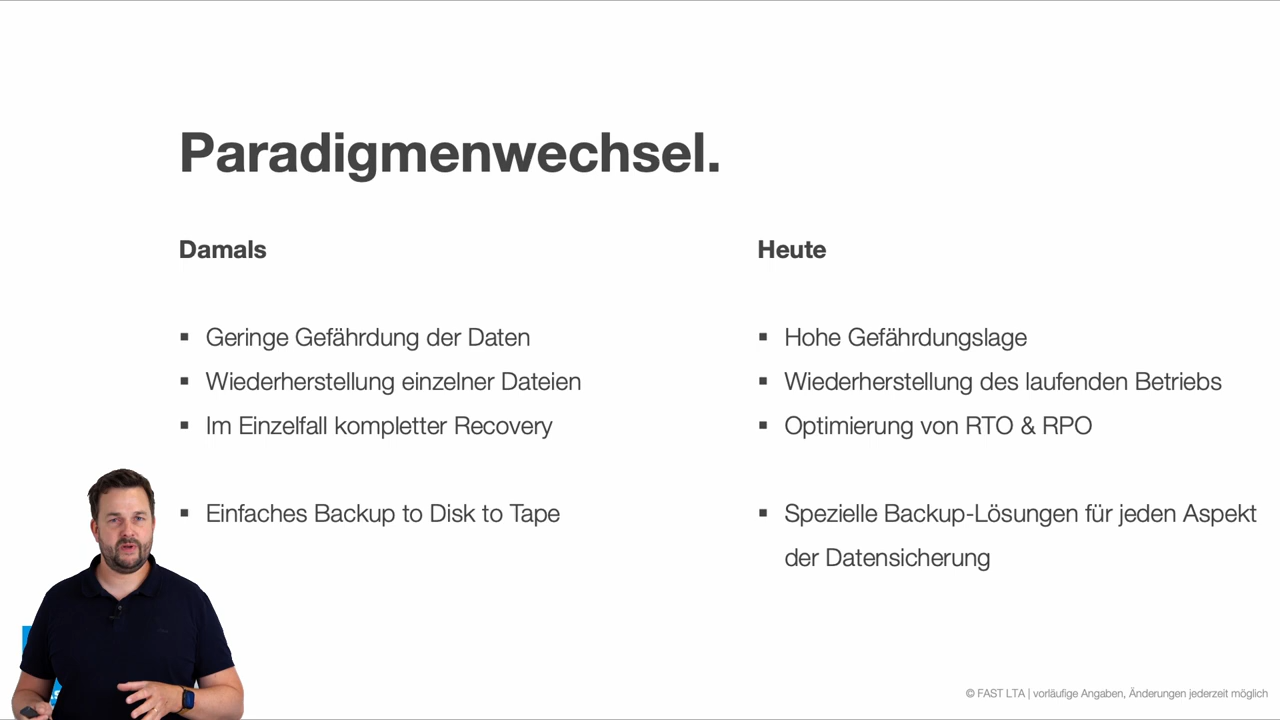 Paradigmenwechsel.
Damals
▪ Geringe Gefährdung der Daten
▪ Wiederherstellung einzelner Dateien
▪ Im Einzelfall kompletter Recovery
▪ Einfaches Backup to Disk to Tape
Heute
▪ Hohe Gefährdungslage
▪ Wiederherstellung des laufenden Betriebs
▪ Optimierung von RTO & RPO
▪ Spezielle Backup-Lösungen für jeden Aspekt
der Datensicherung
© FAST LTA | vorläufige Angaben, Änderungen jederzeit möglich